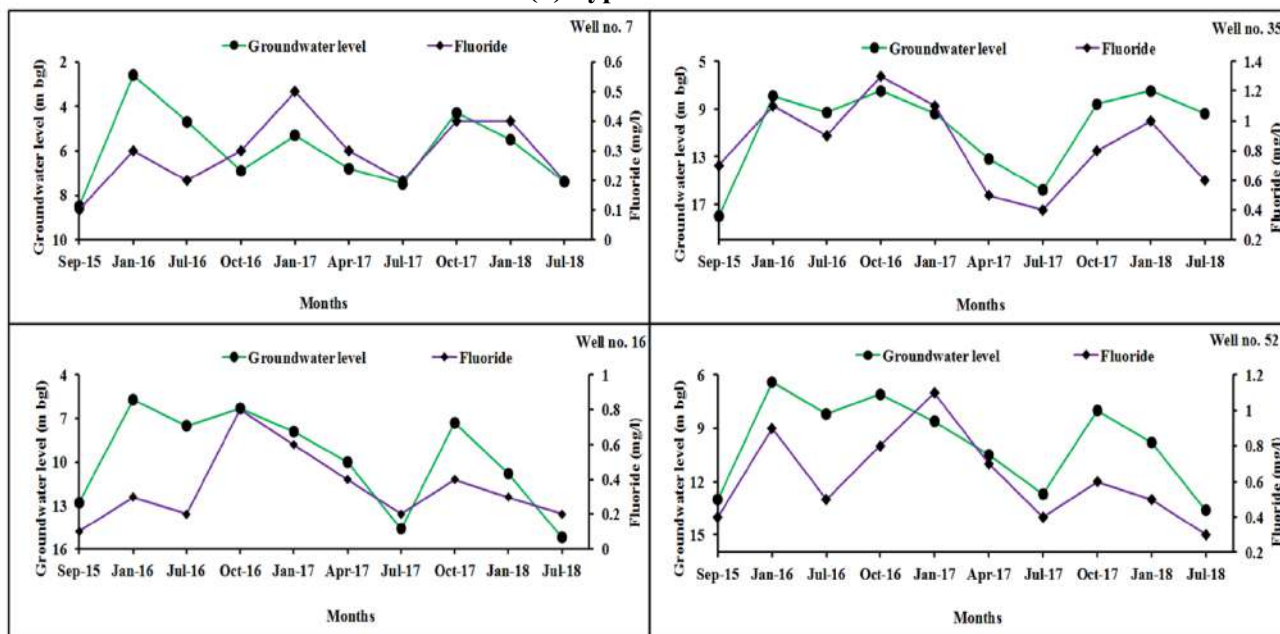 Well no. 7
Groundwater level Fluoride
Groundwater level (m bgl)
2
4
6
8
10
0.6
0.5
0.4
0.3
0.2
0.1
0
Fluoride (mg/l)
Sep-15 Jan-16 Jul-16 Oct-16 Jan-17 Apr-17 Jul-17 Oct-17 Jan-18 Jul-18
Months
Well no. 35
Groundwater level Fluoride
Groundwater level (m bgl)
5
9
13
17
1.4
1.2
1
0.8
0.6
0.4
0.2
Fluoride (mg/l)
Sep-15 Jan-16 Jul-16 Oct-16 Jan-17 Apr-17 Jul-17 Oct-17 Jan-18 Jul-18
Months
Well no. 16
Groundwater level Fluoride
Groundwater level (m bgl)
4
7
10
13
16
1
0.8
0.6
0.4
0.2
0
Fluoride (mg/l)
Sep-15 Jan-16 Jul-16 Oct-16 Jan-17 Apr-17 Jul-17 Oct-17 Jan-18 Jul-18
Months
Well no. 52
Groundwater level Fluoride
Groundwater level (m bgl)
6
9
12
15
1.2
1
0.8
0.6
0.4
0.2
Fluoride (mg/l)
Sep-15 Jan-16 Jul-16 Oct-16 Jan-17 Apr-17 Jul-17 Oct-17 Jan-18 Jul-18
Months